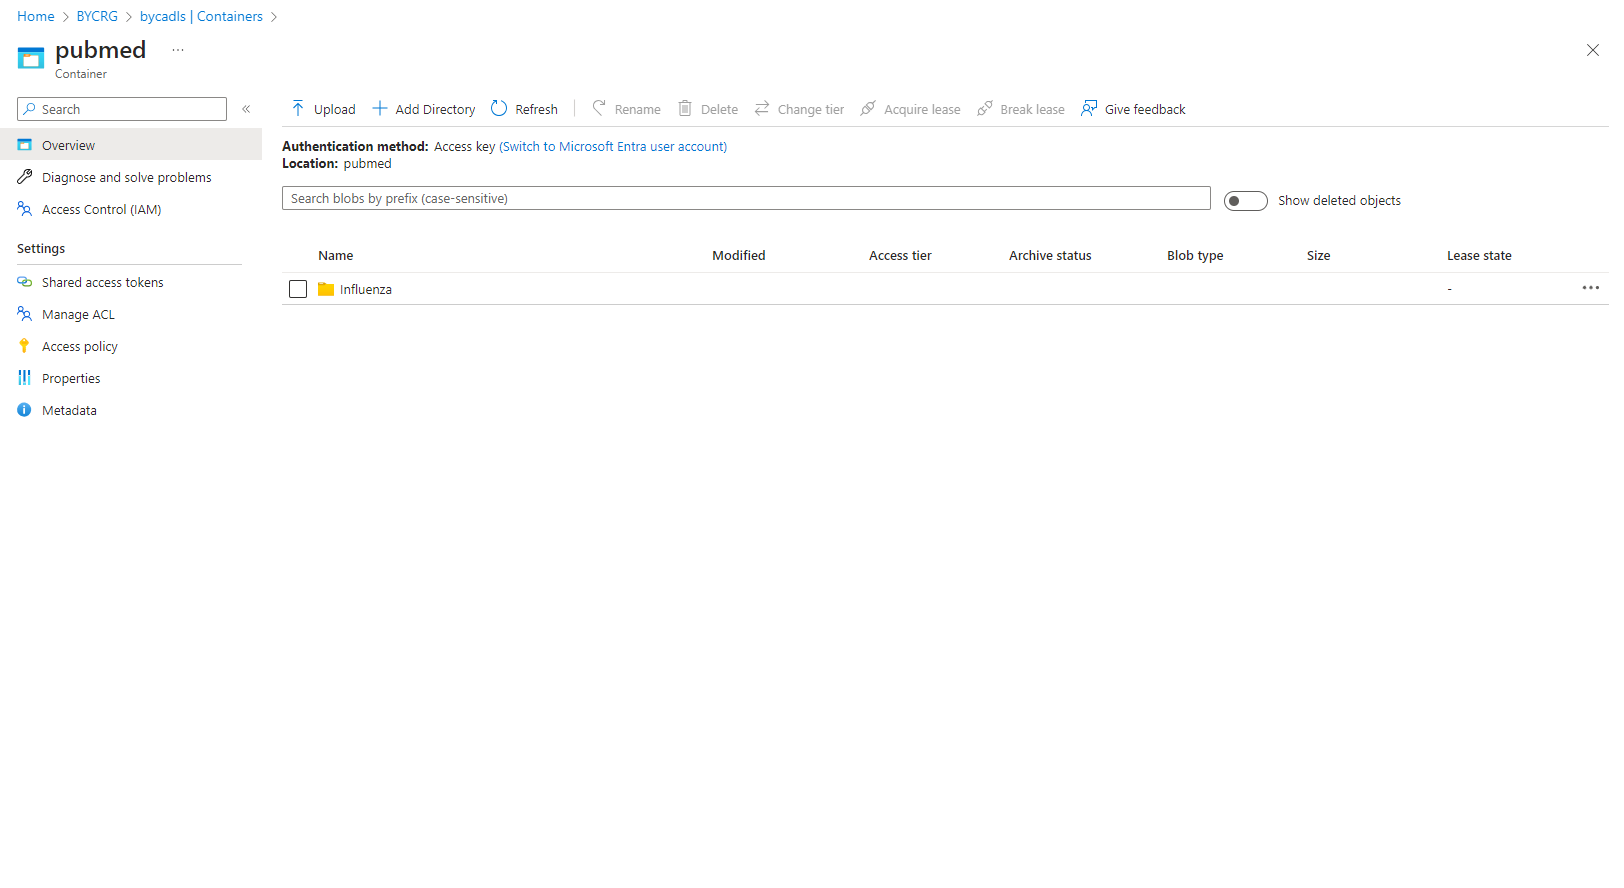 Home > BYCRG > bycadls | Containers >
pubmed ...
Container
Search
«
Overview
Diagnose and solve problems
Access Control (IAM)
Settings
Shared access tokens
Manage ACL
Access policy
Properties
Metadata
Upload Add Directory Refresh Rename Delete Change tier Acquire lease Break lease Give feedback
Authentication method: Access key (Switch to Microsoft Entra user account)
Location: pubmed
Search blobs by prefix (case-sensitive) Show deleted objects
Name Modified Access tier Archive status Blob type Size Lease state
Influenza - ...